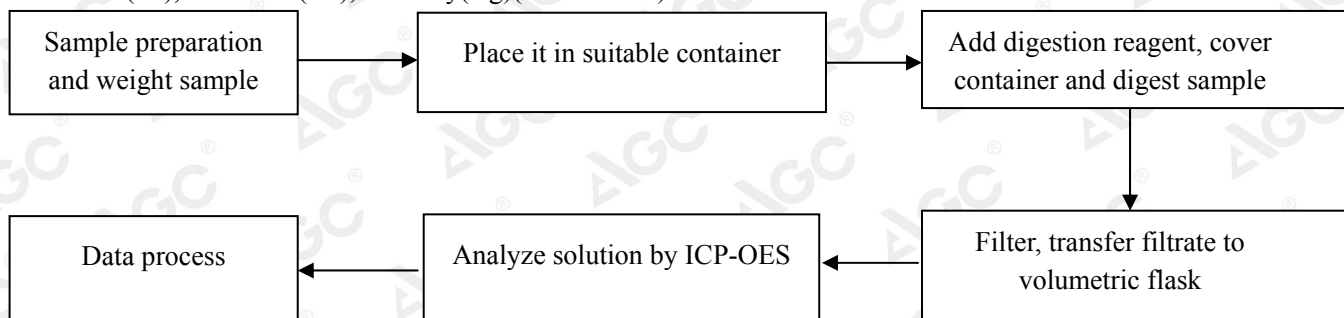 Sample preparation
and weight sample
Place it in suitable container
Add digestion reagent, cover
container and digest sample
Filter, transfer filtrate to
volumetric flask
Analyze solution by ICP-OES
Data process
AGC®